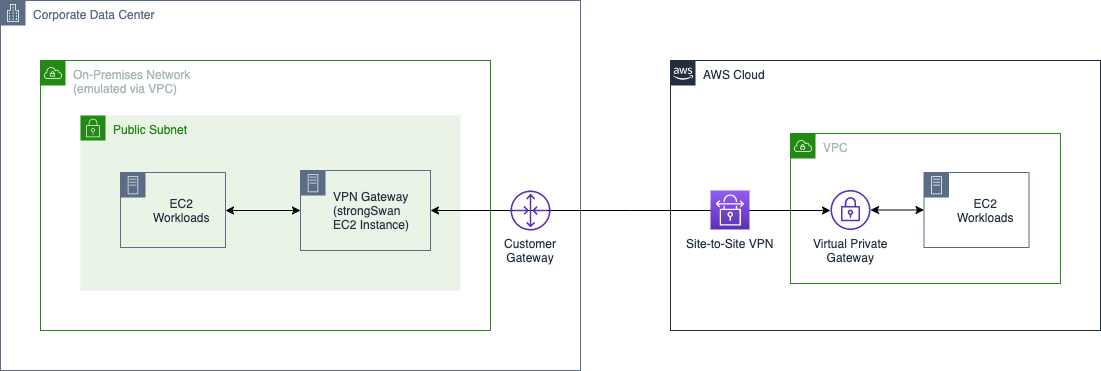 Corporate Data Center
On-Premises Network
(emulated via VPC)
Public Subnet
EC2
Workloads
VPN Gateway
(strongSwan
EC2 Instance)
Customer
Gateway
aws
AWS Cloud
Site-to-Site VPN
VPC
Virtual Private
Gateway
EC2
Workloads